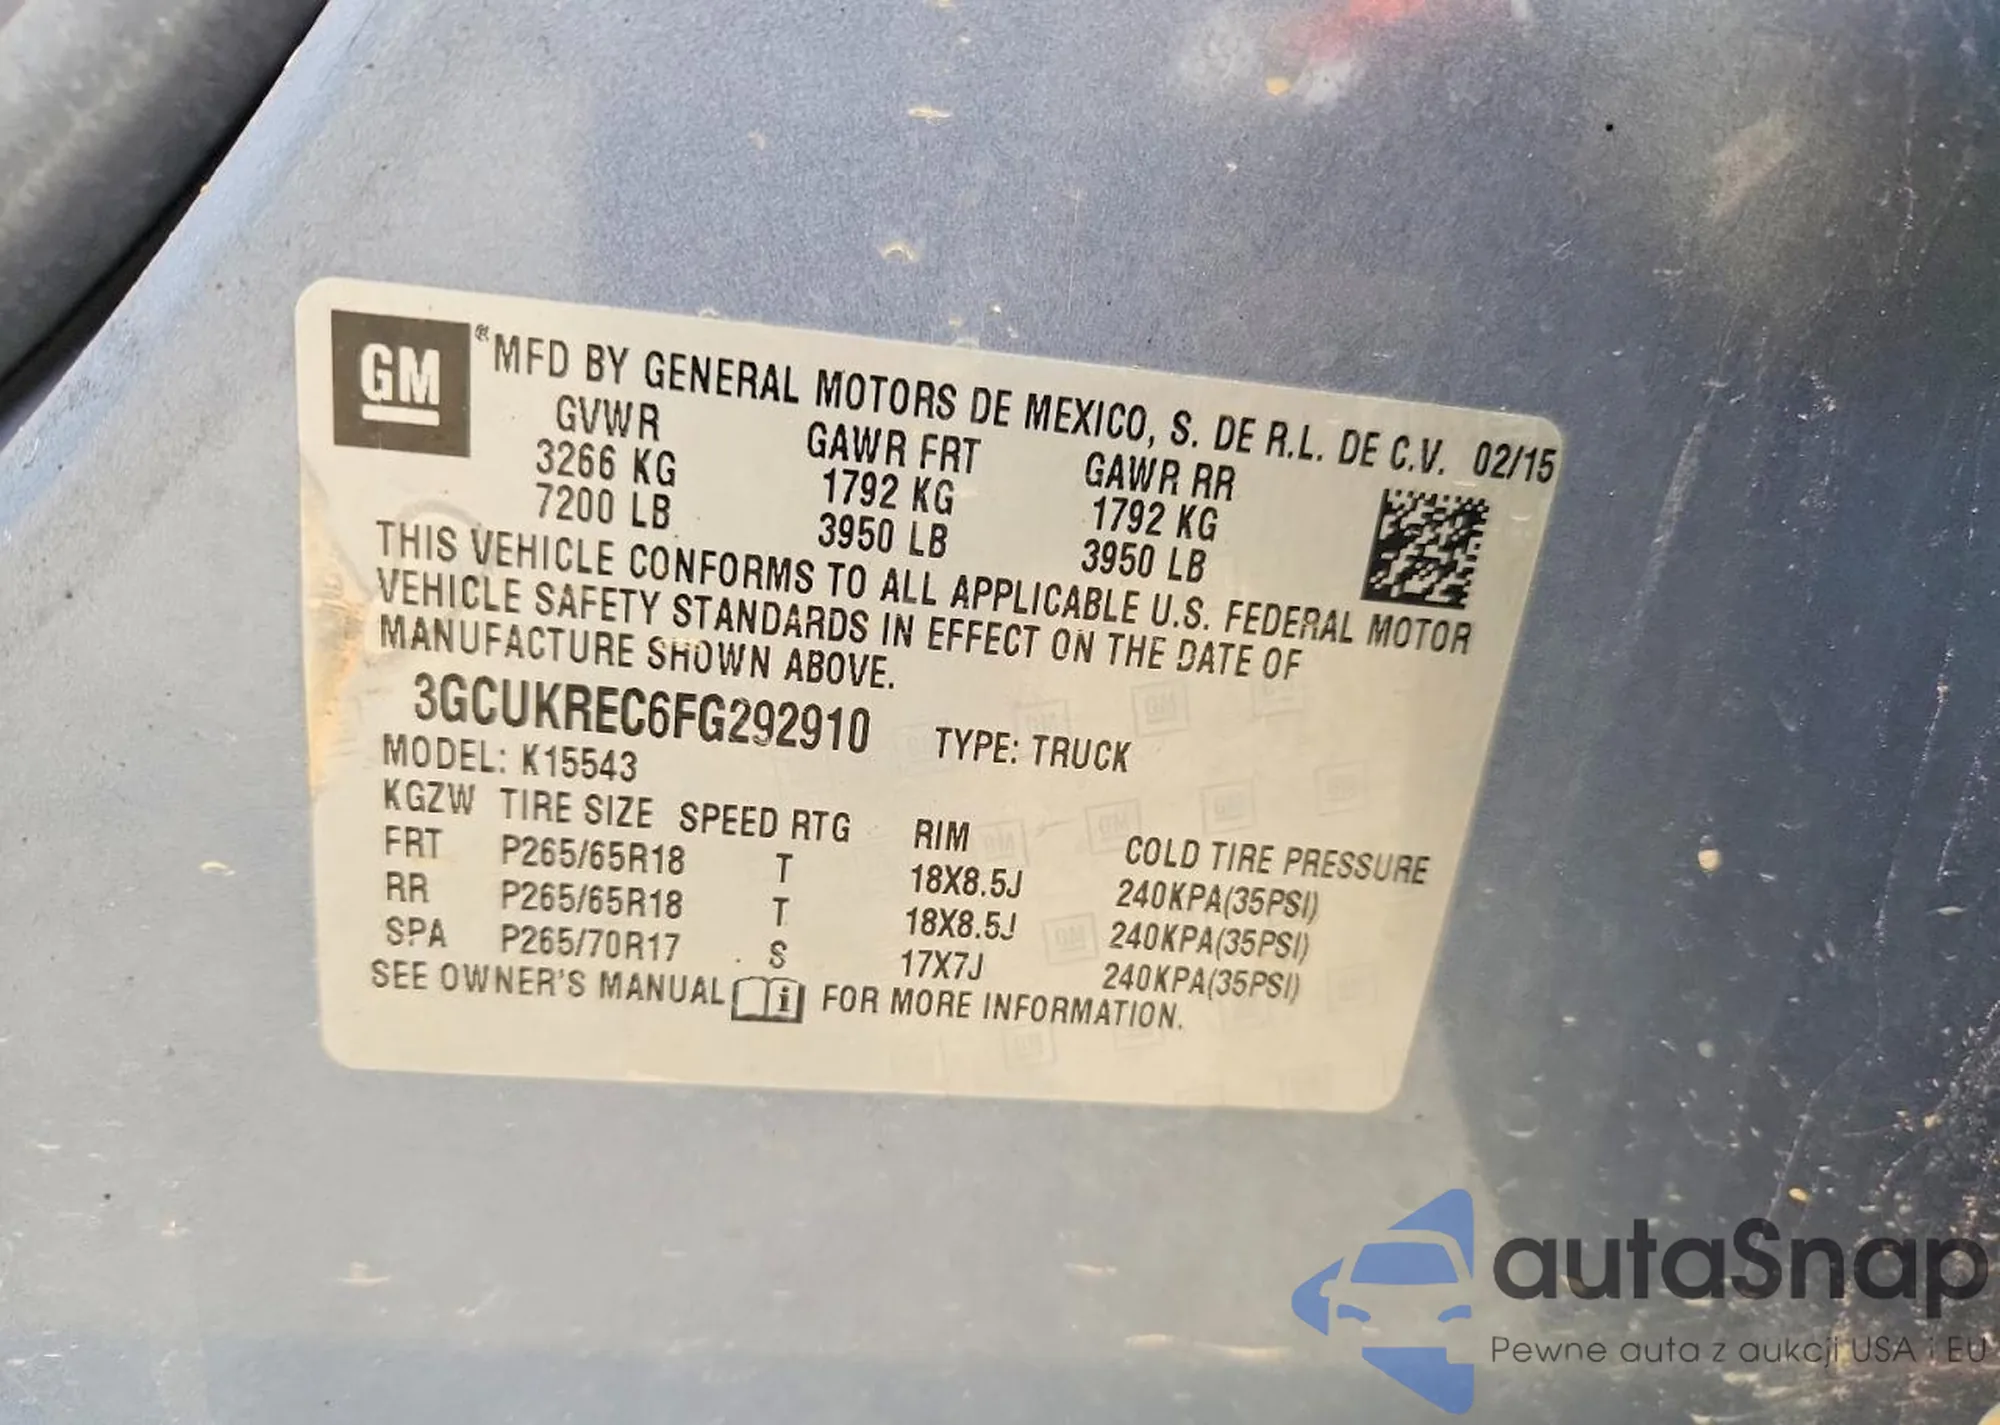 GM ® MFD BY GENERAL MOTORS DE MEXICO, S. DE R.L. DE C.V. 02/15
GVWR GAWR FRT GAWR RR
3266 KG 1792 KG 1792 KG
7200 LB 3950 LB 3950 LB
THIS VEHICLE CONFORMS TO ALL APPLICABLE U.S. FEDERAL MOTOR
VEHICLE SAFETY STANDARDS IN EFFECT ON THE DATE OF
MANUFACTURE SHOWN ABOVE.
3GCUKREC6FG292910 TYPE: TRUCK
MODEL: K15543
KGZW TIRE SIZE SPEED RTG RIM COLD TIRE PRESSURE
FRT P265/65R18 T 18X8.5J 240KPA(35PSI)
RR P265/65R18 T 18X8.5J 240KPA(35PSI)
SPA P265/70R17 S 17X7J 240KPA(35PSI)
SEE OWNER'S MANUAL i FOR MORE INFORMATION.
autaSnap
Pewne auta z aukcji USA i EU